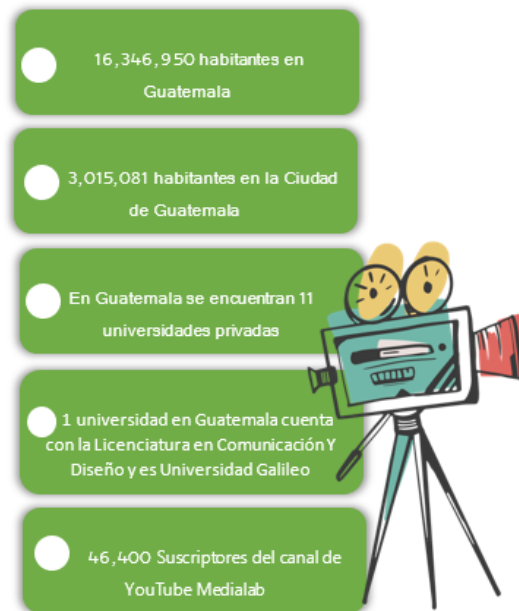 16,346,950 habitantes en
Guatemala
3,015,081 habitantes en la Ciudad
de Guatemala
En Guatemala se encuentran 11
universidades privadas
1 universidad en Guatemala cuenta
con la Licenciatura en Comunicación Y
Diseño y es Universidad Galileo
46,400 Suscriptores del canal de
YouTube Medialab